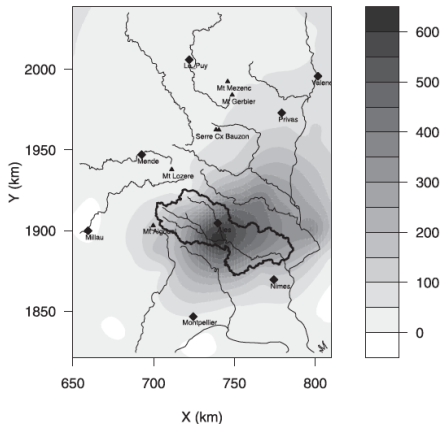 600
500
400
300
200
100
0
2000
1950
1900
1850
Y (km)
650
700
750
800
X (km)
Le Puy
Mt Mezenc
Mt Gerbier
Valence
Privas
Serre Cx Bauzon
Mende
Mt Lozere
Millau
Nimes
Montpellier